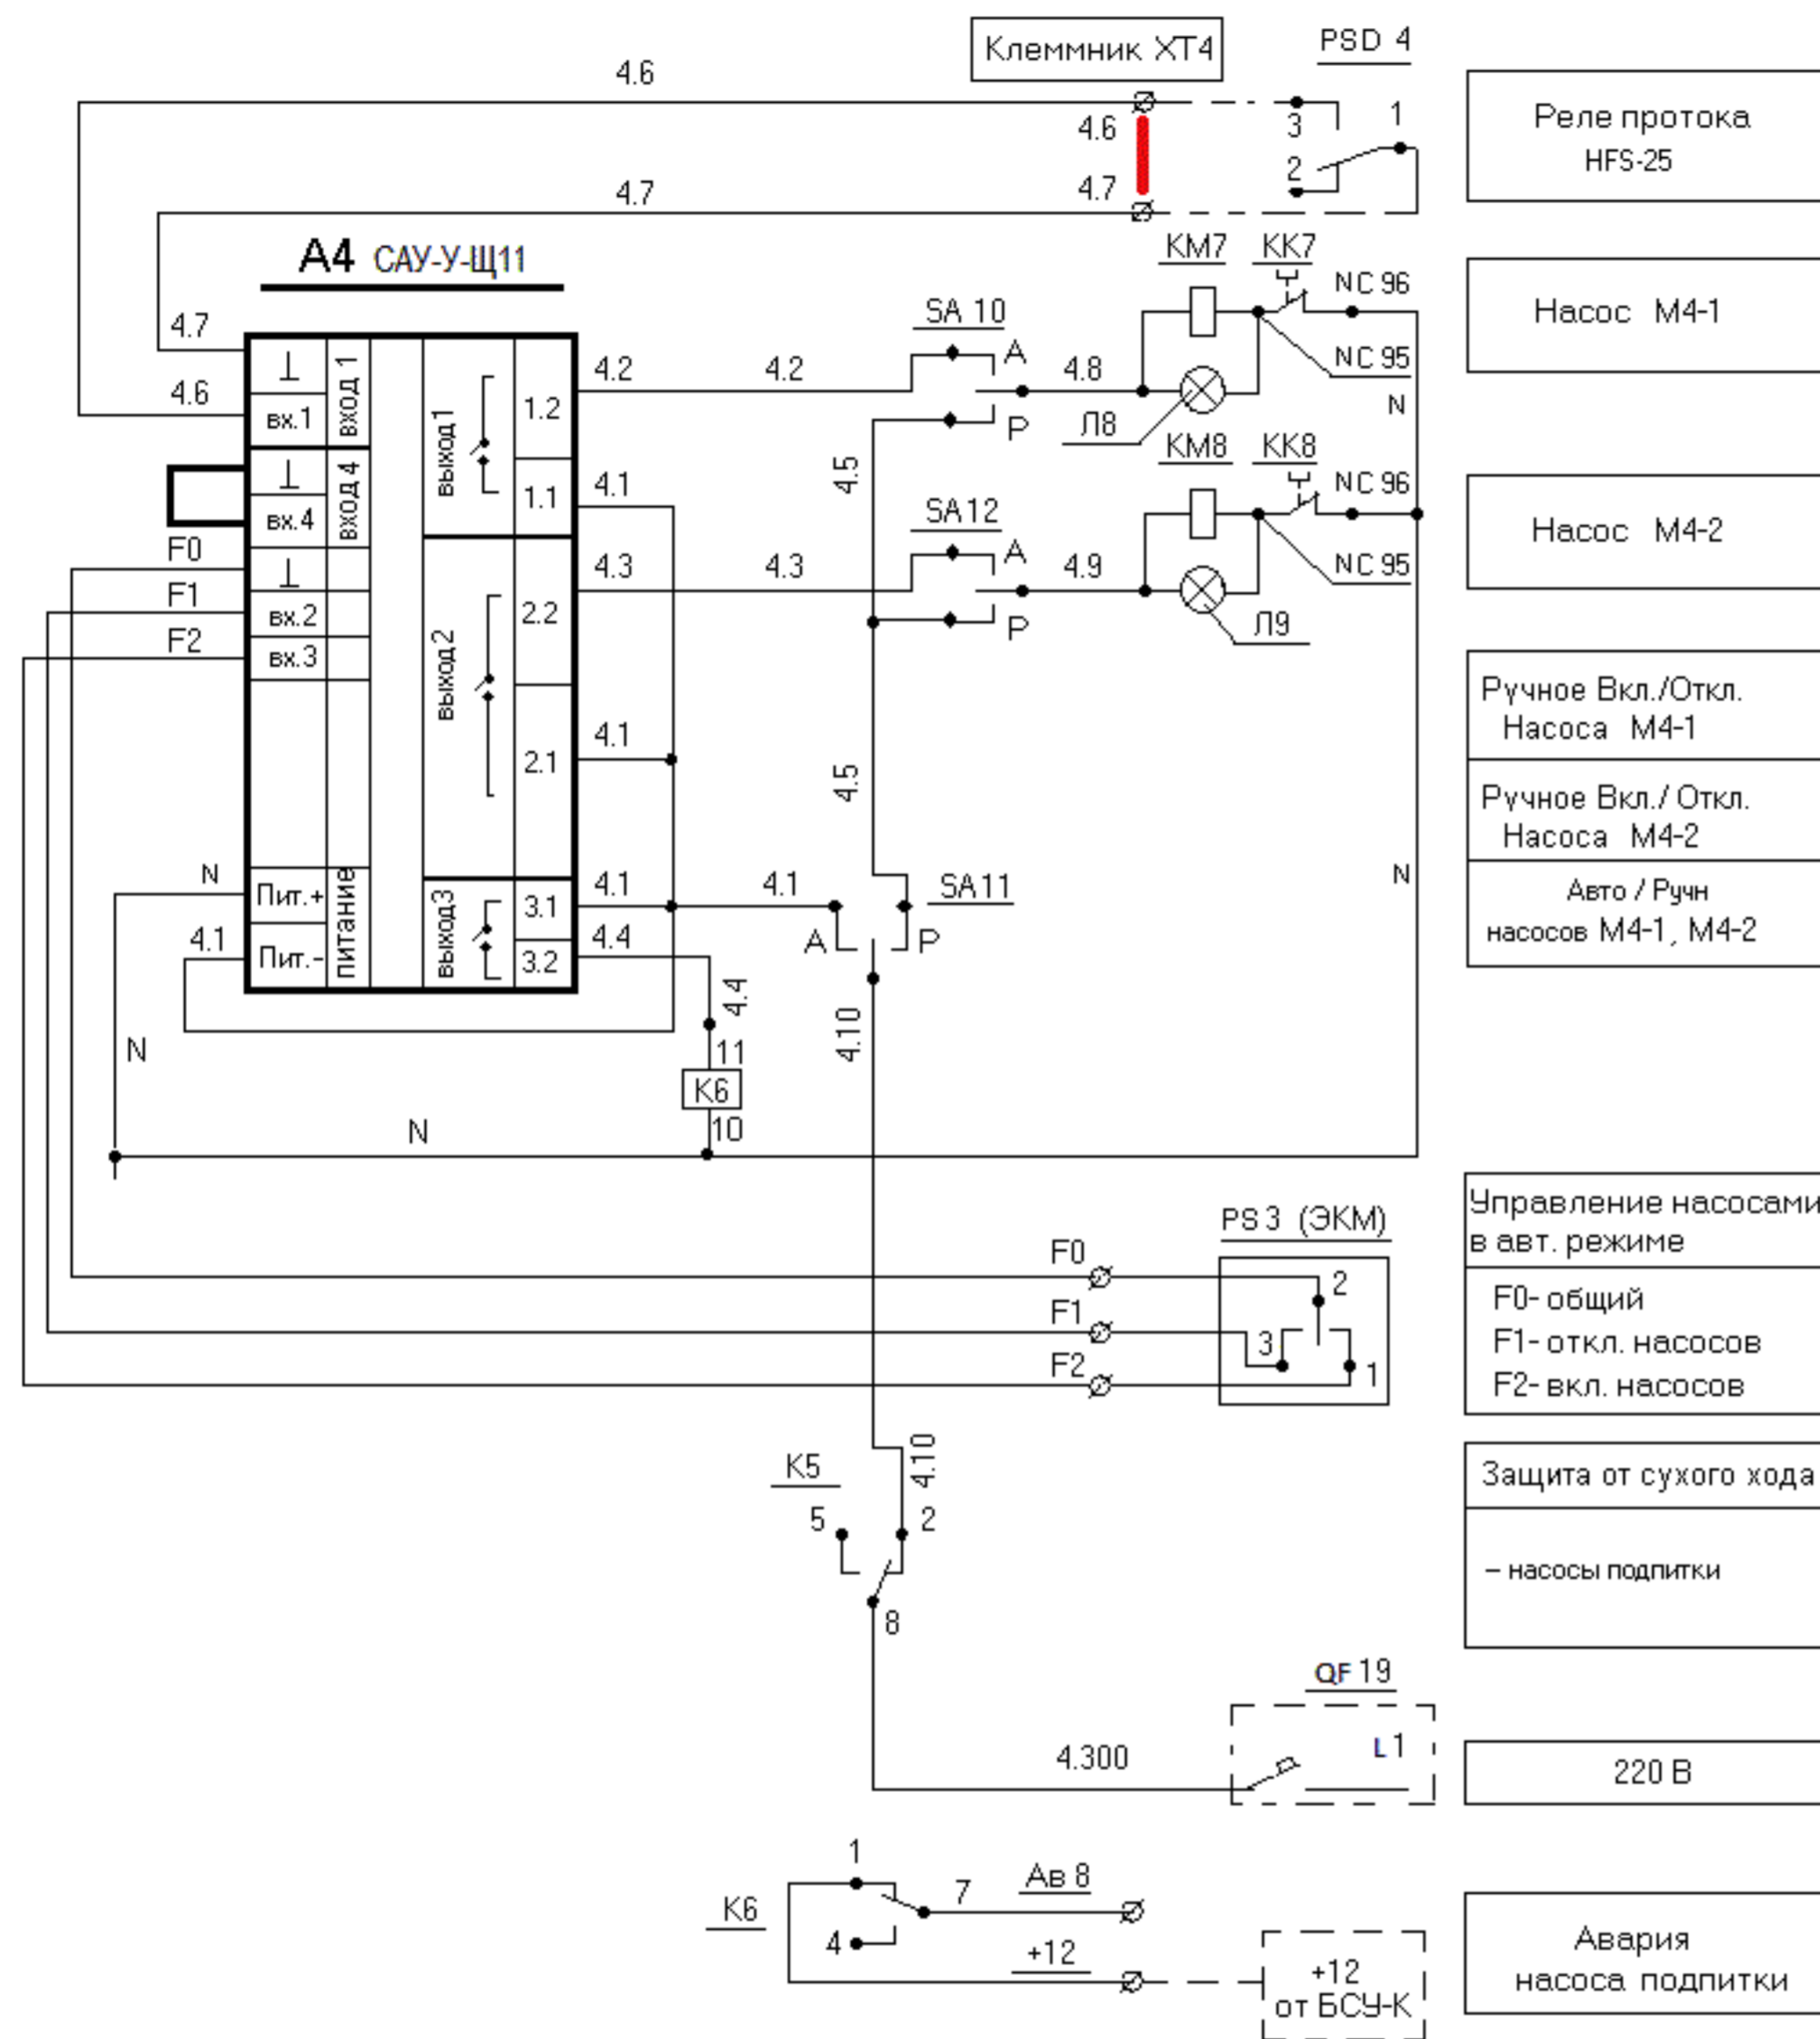 Клеммник XT4
PSD 4
4.6
4.6
3
1
2
4.7
4.7
Реле протока
HFS-25
А4 САУ-У-Щ11
4.7
4.6
⊥
вх.1
вход 1
⊥
вх.4
вход 4
F0
⊥
F1
вх.2
F2
вх.3
N
Пит.+
4.1
Пит.-
питание
выход1
1.2
1.1
выход2
2.2
2.1
выход3
3.1
3.2
4.2
4.2
SA 10
А
Р
4.8
КМ7
КК7
NC 96
NC 95
N
Л8
Насос М4-1
4.1
4.5
4.3
4.3
SA12
А
Р
4.9
КМ8
КК8
NC 96
NC 95
Л9
Насос М4-2
4.1
4.5
Ручное Вкл./Откл.
Насоса М4-1
Ручное Вкл./ Откл.
Насоса М4-2
Авто / Ручн
насосов М4-1, М4-2
4.1
4.1
SA11
А
Р
N
4.4
4.4
11
К6
10
4.10
N
N
PS3 (ЭКМ)
F0
2
F1
3
F2
1
Управление насосами
в авт. режиме
F0- общий
F1- откл. насосов
F2- вкл. насосов
К5
4.10
5
2
8
Защита от сухого хода
– насосы подпитки
QF 19
L1
4.300
220 В
К6
1
7
4
Ав 8
+12
+12
от БСУ-К
Авария
насоса подпитки